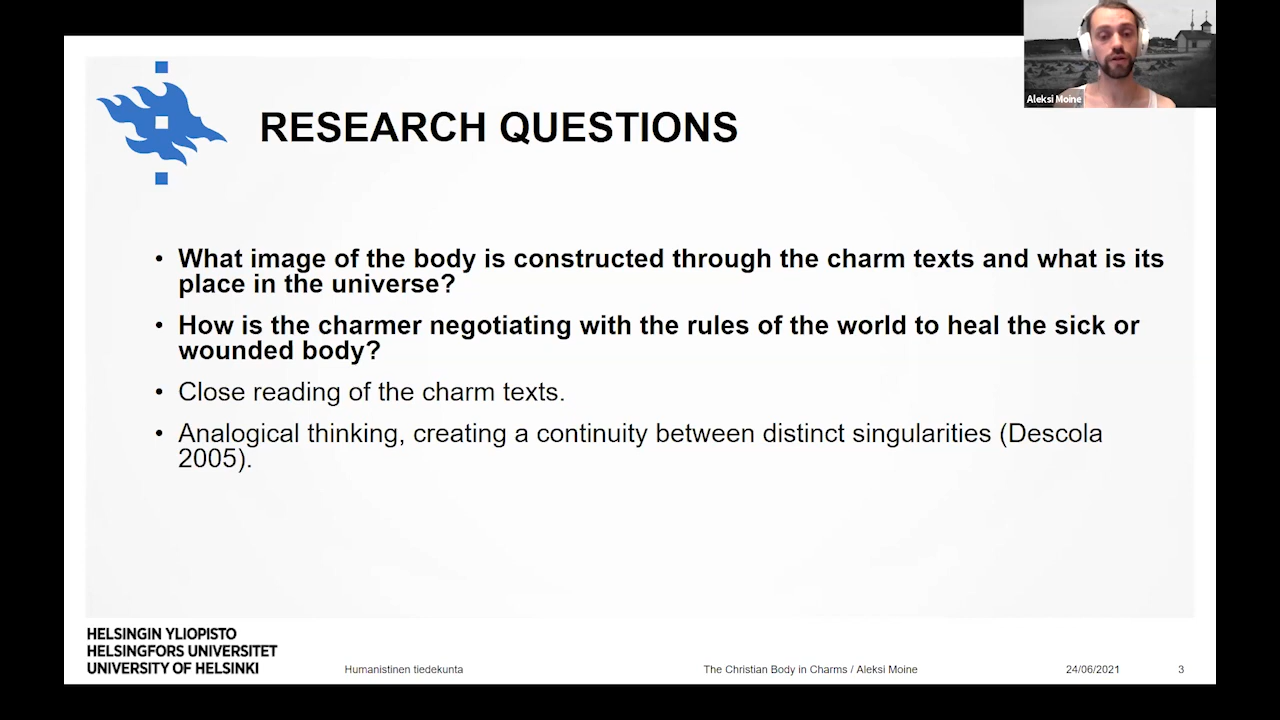 Aleksi Moine
RESEARCH QUESTIONS
• What image of the body is constructed through the charm texts and what is its
place in the universe?
• How is the charmer negotiating with the rules of the world to heal the sick or
wounded body?
• Close reading of the charm texts.
• Analogical thinking, creating a continuity between distinct singularities (Descola
2005).
HELSINGIN YLIOPISTO
HELSINGFORS UNIVERSITET
UNIVERSITY OF HELSINKI
Humanistinen tiedekunta
The Christian Body in Charms / Aleksi Moine
24/06/2021
3